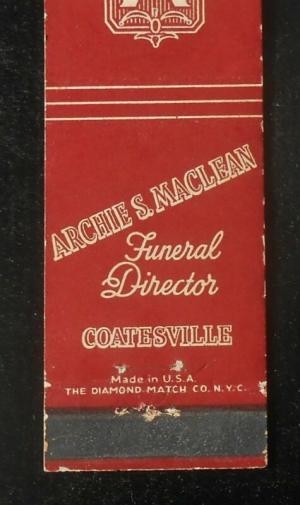 ARCHIE S. MACLEAN
Funeral
Director
COATESVILLE
Made in U.S.A.
THE DIAMOND MATCH CO. N.Y.C.